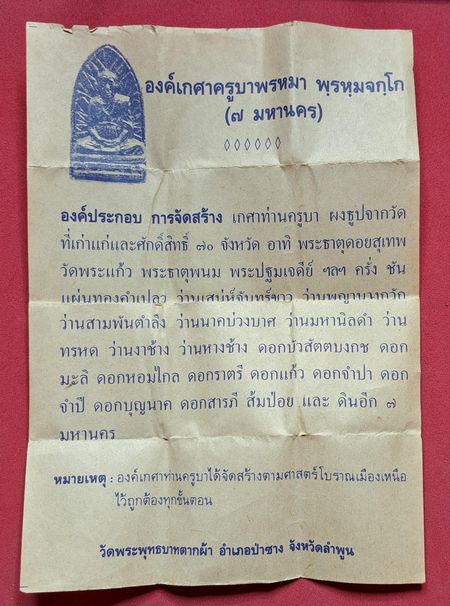 องค์เกศาครูบาพรหมา พฺรหฺมจกฺโก
(๗ มหานคร)
◊◊◊◊◊◊
องค์ประกอบ การจัดสร้าง เกศาท่านครูบา ผงธูปจากวัด
ที่เก่าแก่และศักดิ์สิทธิ์ ๗๐ จังหวัด อาทิ พระธาตุดอยสุเทพ
วัดพระแก้ว พระธาตุพนม พระปฐมเจดีย์ ฯลฯ ครั่ง ชัน
แผ่นทองคำเปลว ว่านเสน่ห์จันทร์ขาว ว่านพญานางกวัก
ว่านสามพันตำลึง ว่านนาคบ่วงบาศ ว่านมหานิลดำ ว่าน
ทรหด ว่านงาช้าง ว่านหางช้าง ดอกบัวสัตตบงกช ดอก
มะลิ ดอกหอมไกล ดอกราตรี ดอกแก้ว ดอกจำปา ดอก
จำปี ดอกบุญนาค ดอกสารภี ส้มป่อย และ ดินอีก ๗
มหานคร
หมายเหตุ : องค์เกศาท่านครูบาได้จัดสร้างตามศาสตร์โบราณเมืองเหนือ
ไว้ถูกต้องทุกขั้นตอน
วัดพระพุทธบาทตากผ้า อำเภอป่าซาง จังหวัดลำพูน